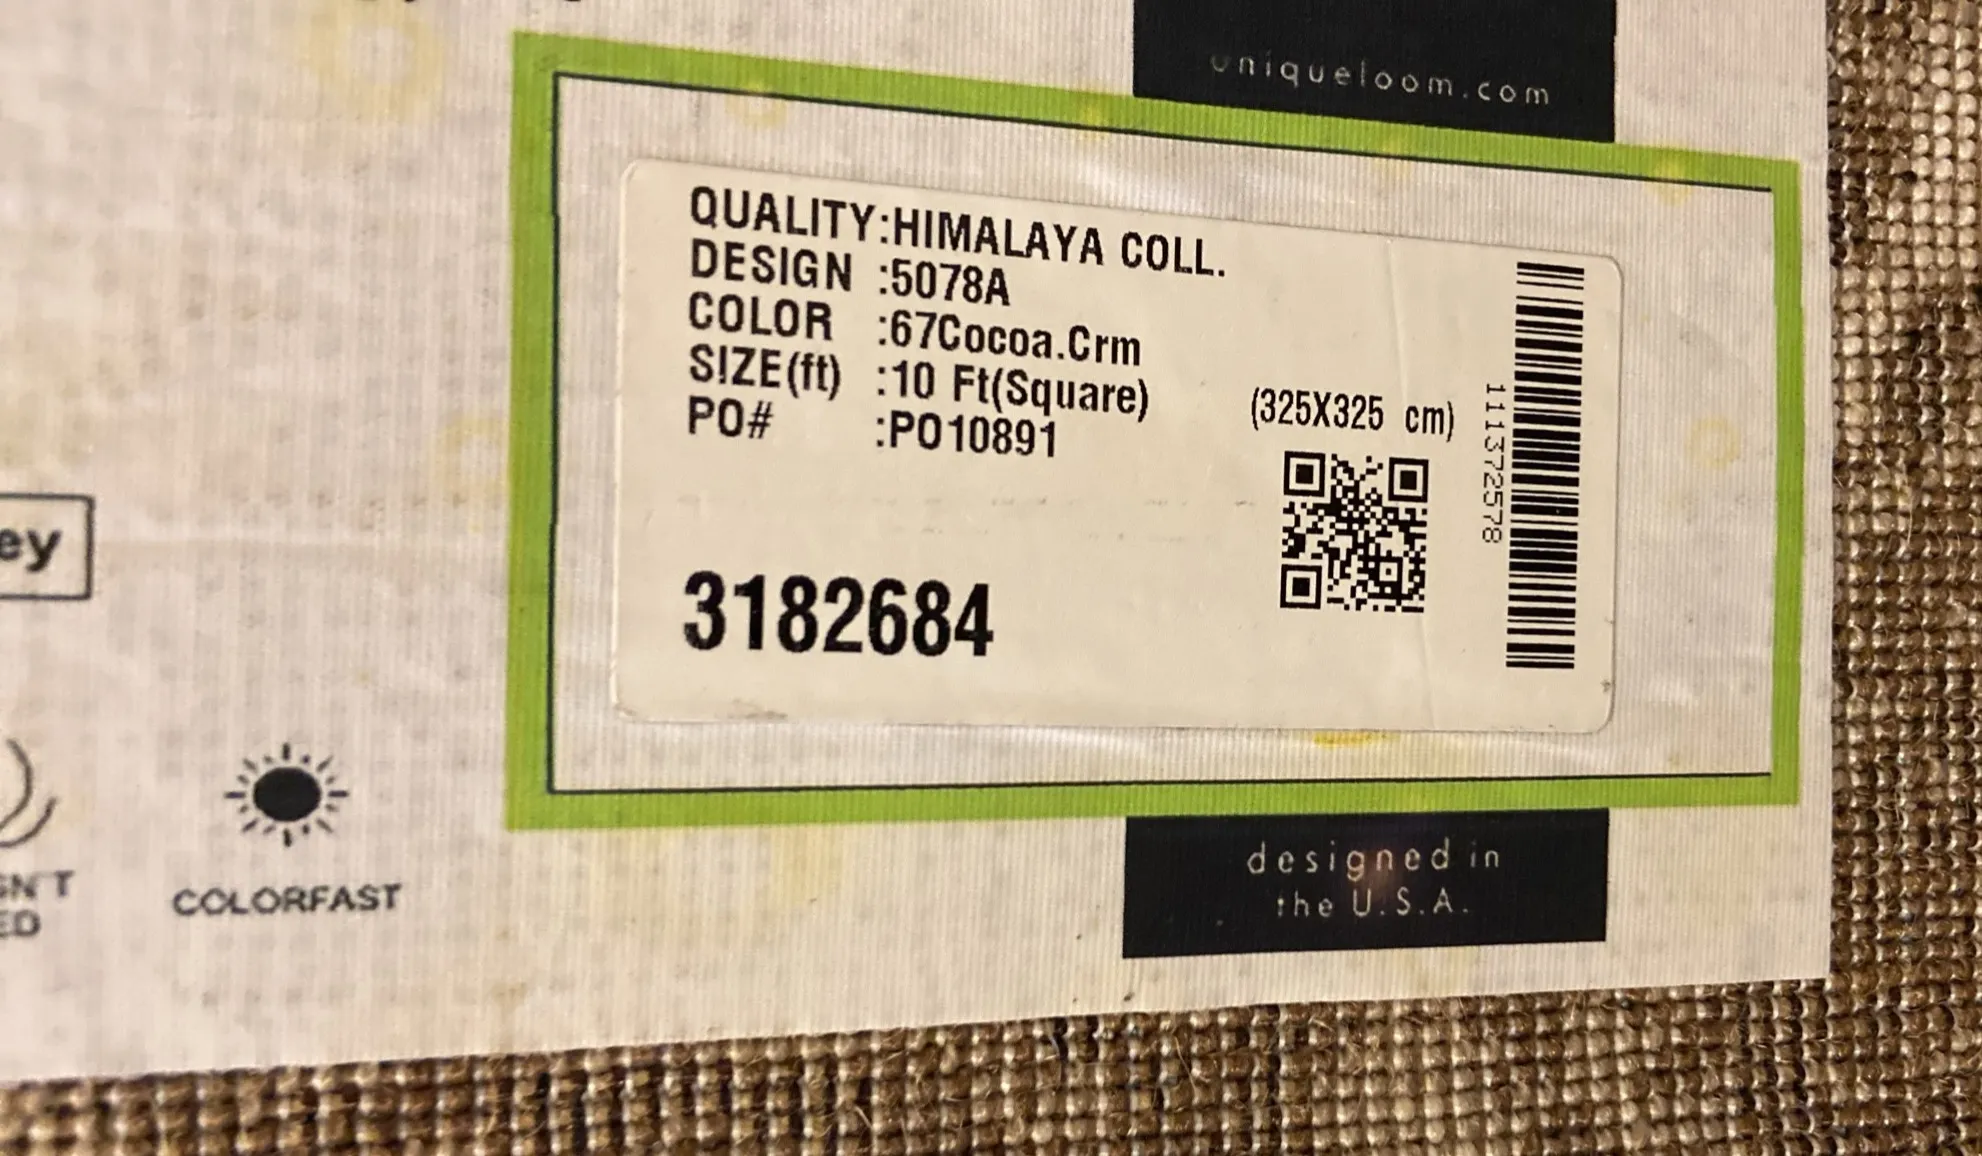 uniqueloom.com
QUALITY:HIMALAYA COLL.
DESIGN :5078A
COLOR :67Cocoa.Crm
SIZE(ft) :10 Ft(Square) (325X325 cm)
PO# :PO10891
1111372578
3182684
ey
COLORFAST
designed in
the U.S.A.